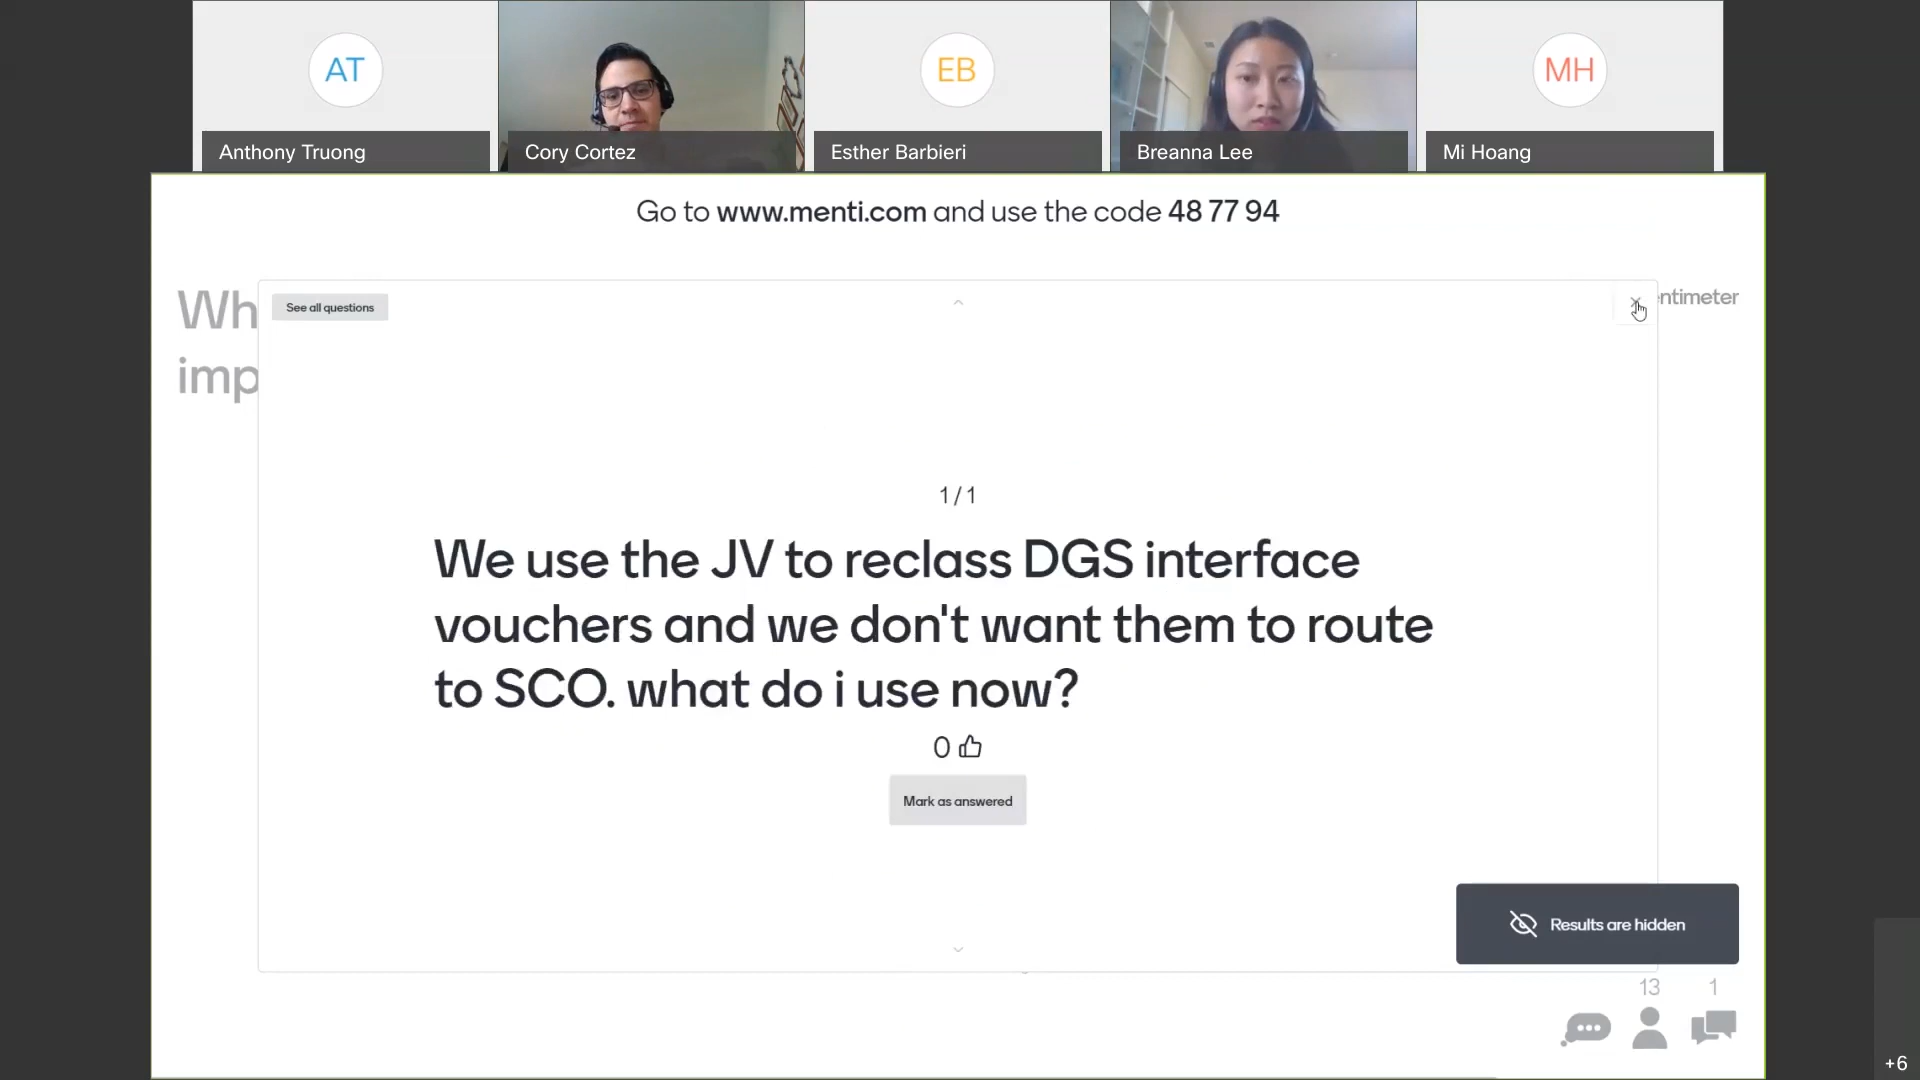 AT
EB
MH
Anthony Truong
Cory Cortez
Esther Barbieri
Breanna Lee
Mi Hoang
Go to www.menti.com and use the code 48 77 94
Wh
imp
See all questions
ntimeter
1 / 1
We use the JV to reclass DGS interface
vouchers and we don't want them to route
to SCO. what do i use now?
0
Mark as answered
Results are hidden
13
1
+6